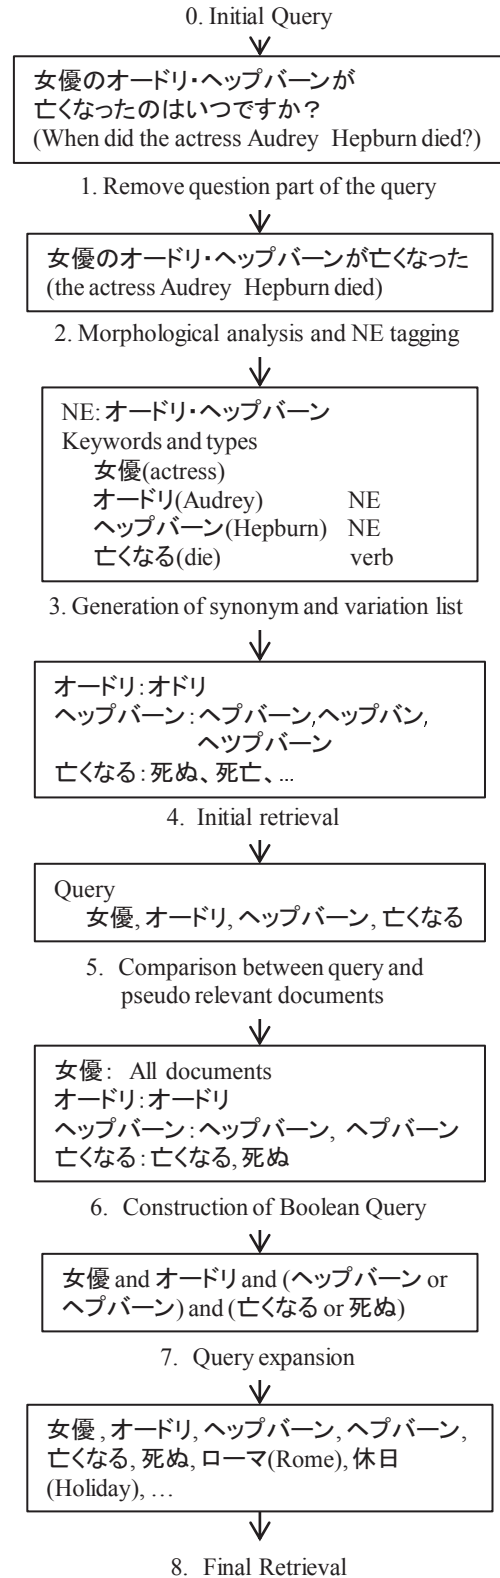 0. Initial Query
女優のオードリ・ヘップバーンが
亡くなったのはいつですか？
(When did the actress Audrey Hepburn died?)
1. Remove question part of the query
女優のオードリ・ヘップバーンが亡くなった
(the actress Audrey Hepburn died)
2. Morphological analysis and NE tagging
NE: オードリ・ヘップバーン
Keywords and types
女優(actress)
オードリ(Audrey) NE
ヘップバーン(Hepburn) NE
亡くなる(die) verb
3. Generation of synonym and variation list
オードリ：オドリ
ヘップバーン：ヘプバーン,ヘップバン,
ヘツプバーン
亡くなる：死ぬ、死亡、...
4. Initial retrieval
Query
女優, オードリ, ヘップバーン, 亡くなる
5. Comparison between query and
pseudo relevant documents
女優： All documents
オードリ：オードリ
ヘップバーン：ヘップバーン, ヘプバーン
亡くなる：亡くなる, 死ぬ
6. Construction of Boolean Query
女優 and オードリ and (ヘップバーン or
ヘプバーン) and (亡くなる or 死ぬ)
7. Query expansion
女優 , オードリ, ヘップバーン, ヘプバーン,
亡くなる, 死ぬ, ローマ(Rome), 休日
(Holiday), …
8. Final Retrieval